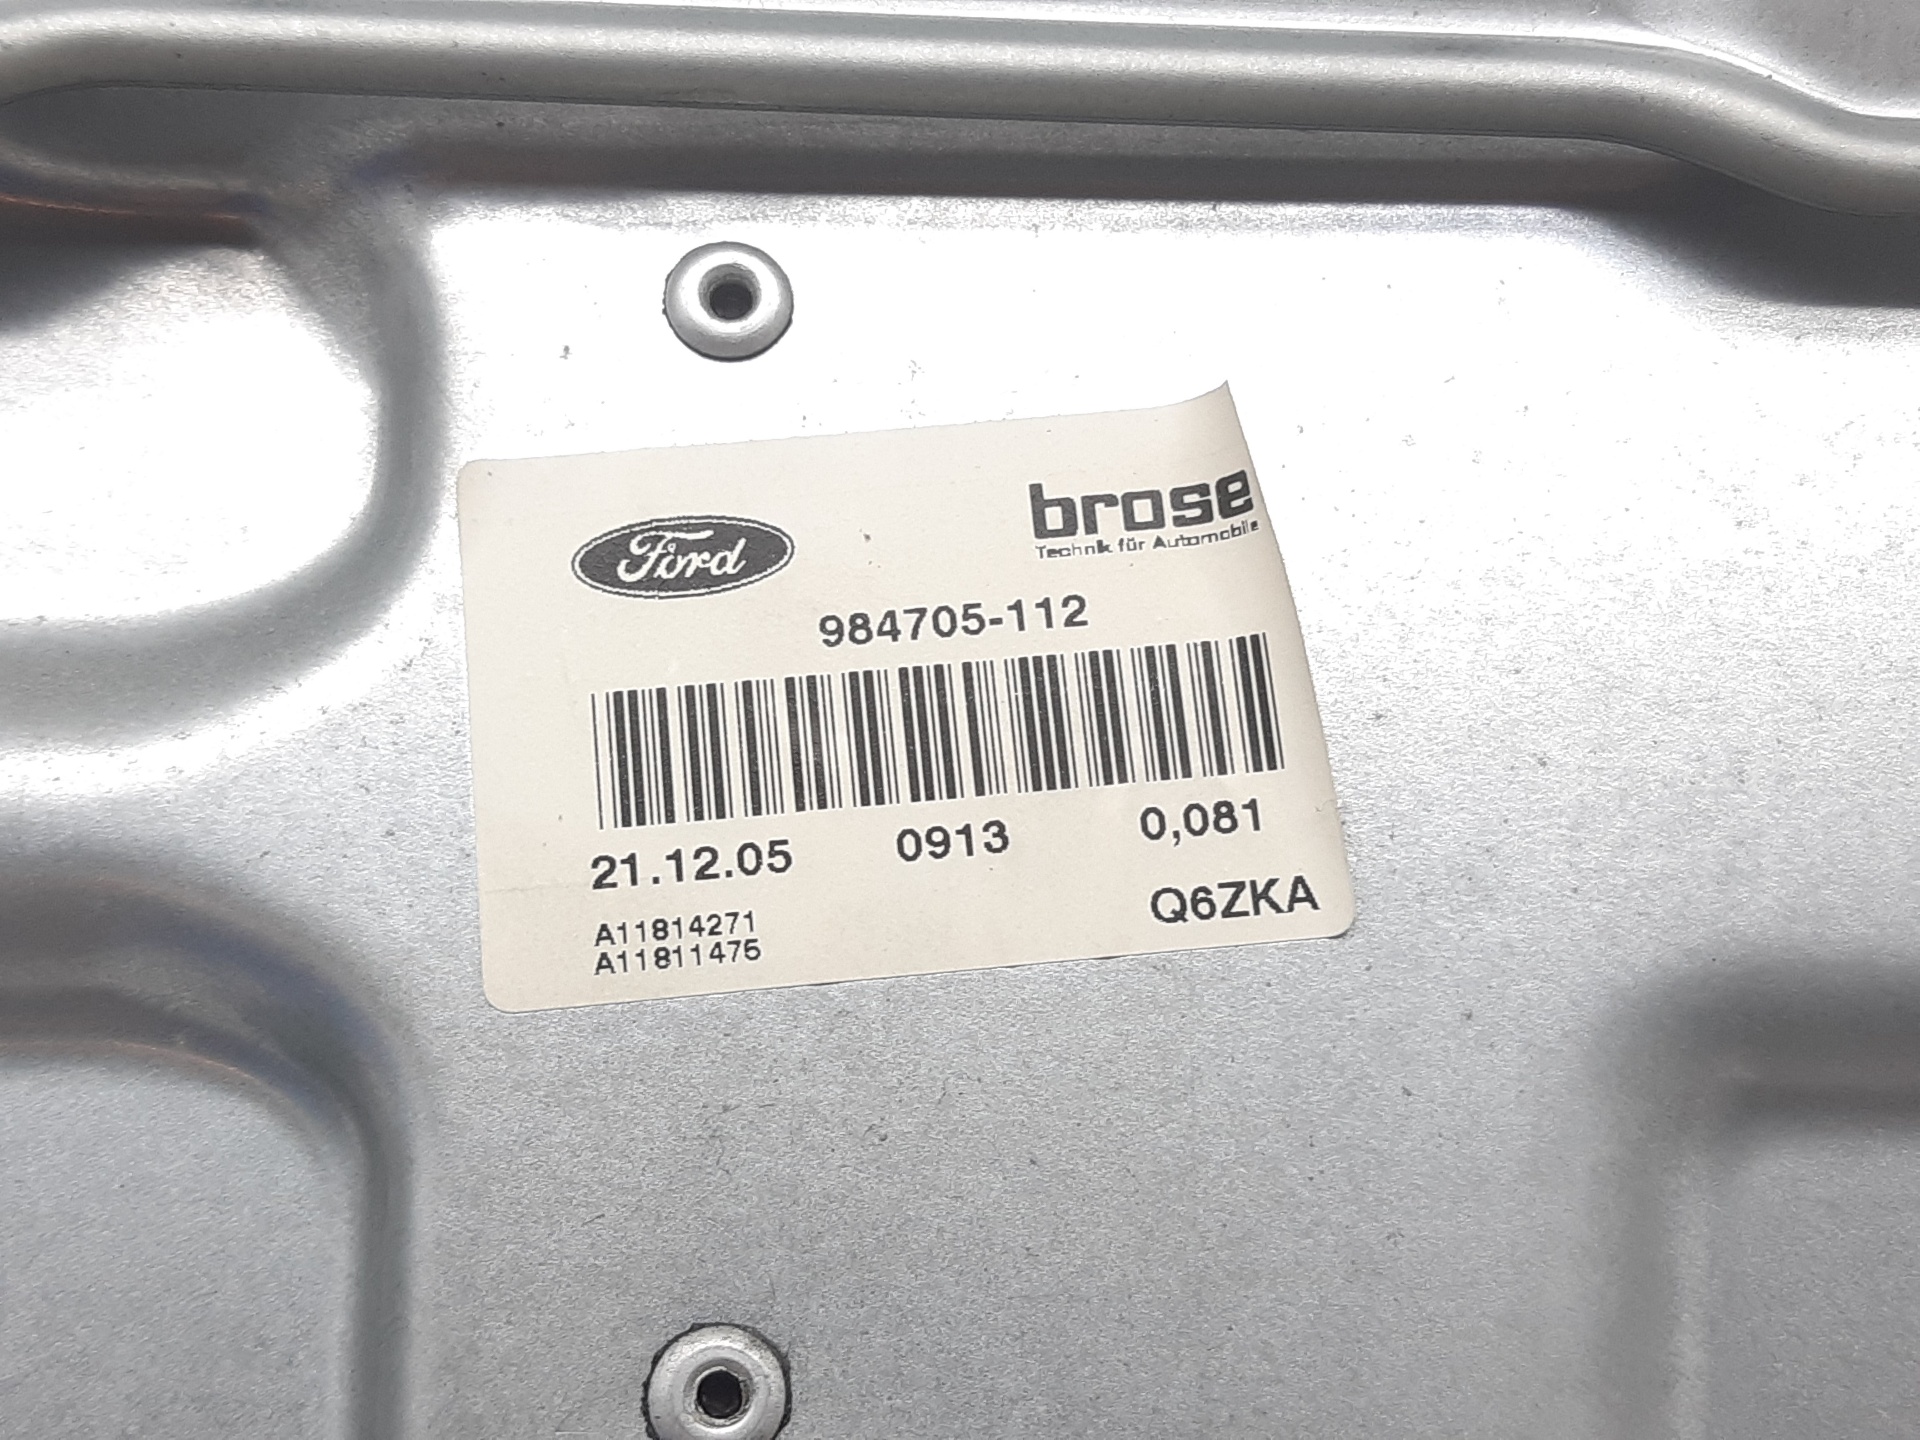 Ford
brose
Technik für Automobile
984705-112
21.12.05 0913 0,081
Q6ZKA
A11814271
A11811475